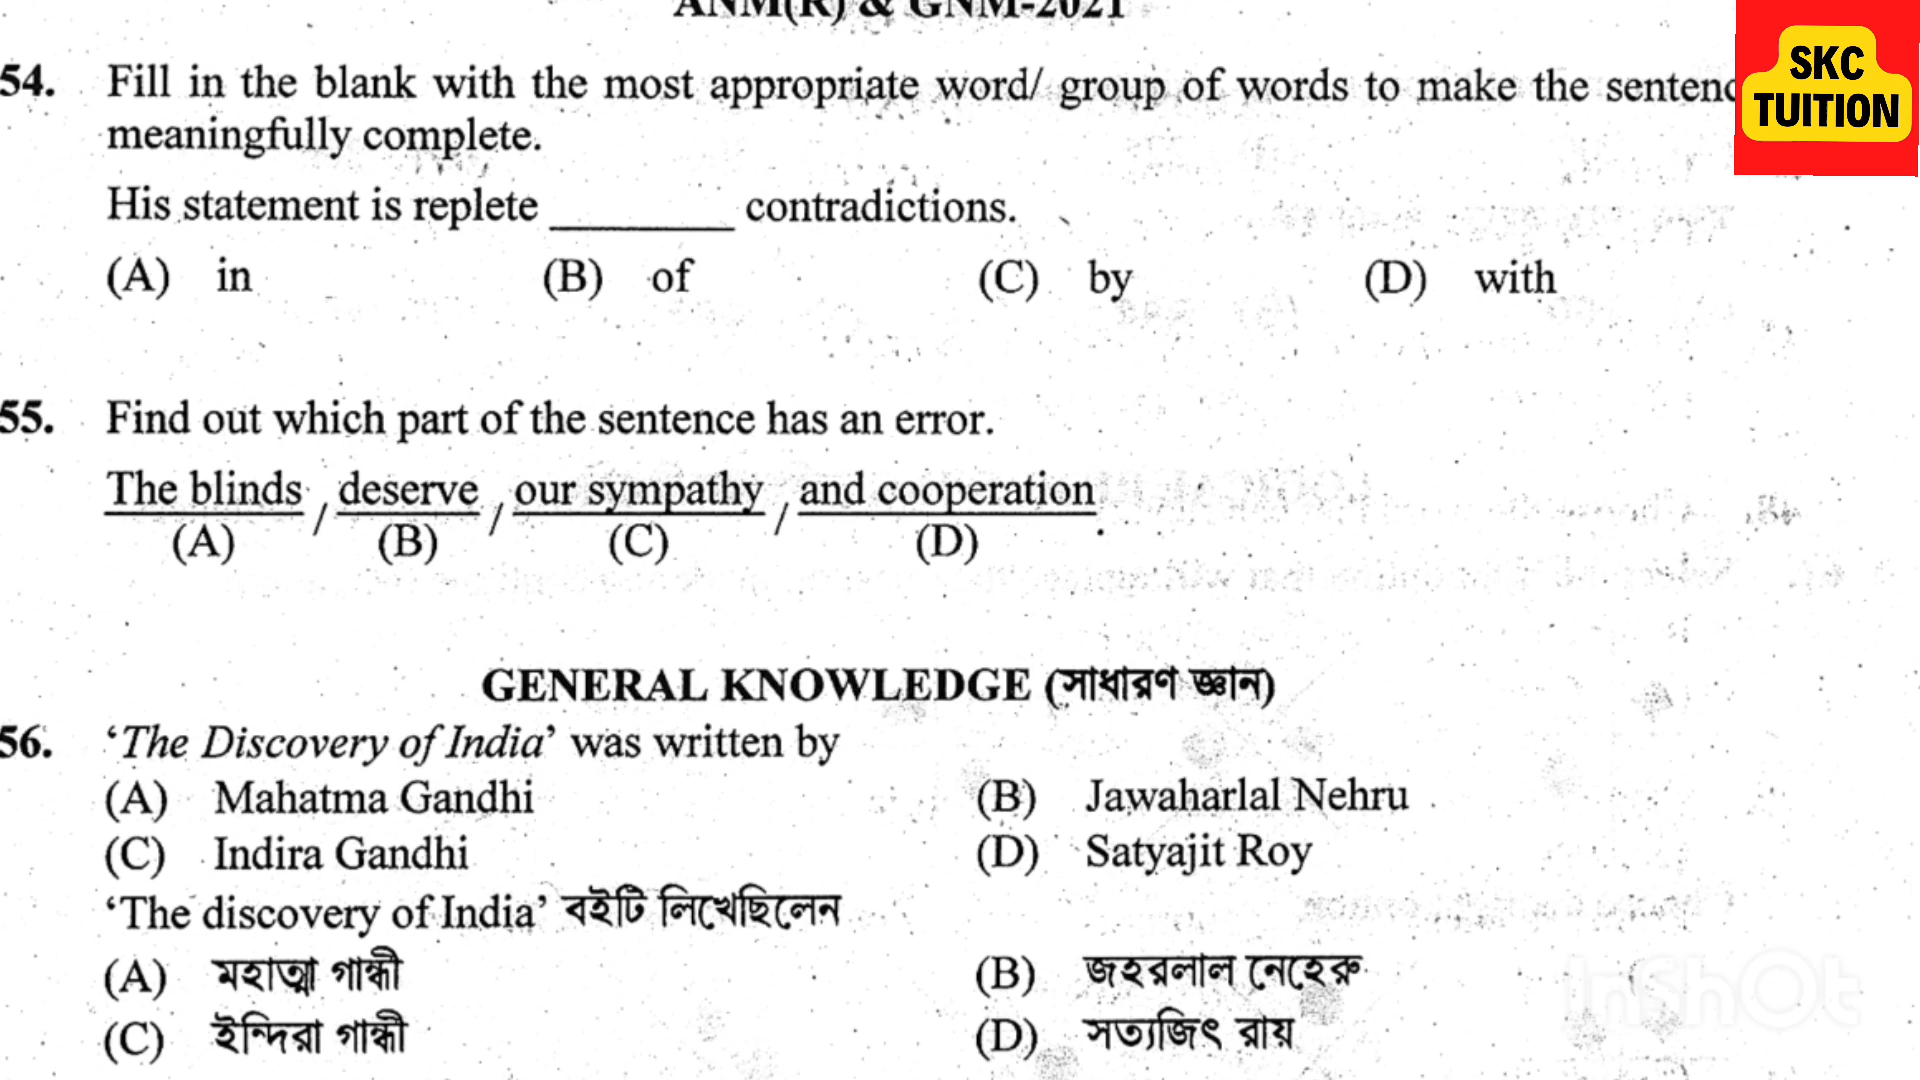 ANM(R) & GNM-2021
SKC
TUITION
54. Fill in the blank with the most appropriate word/ group of words to make the sentenc
meaningfully complete.
His statement is replete ________ contradictions.
(A) in (B) of (C) by (D) with
55. Find out which part of the sentence has an error.
The blinds / deserve / our sympathy / and cooperation.
(A) (B) (C) (D)
GENERAL KNOWLEDGE (সাধারণ জ্ঞান)
56. ‘The Discovery of India’ was written by
(A) Mahatma Gandhi (B) Jawaharlal Nehru
(C) Indira Gandhi (D) Satyajit Roy
‘The discovery of India’ বইটি লিখেছিলেন
(A) মহাত্মা গান্ধী (B) জহরলাল নেহেরু
(C) ইন্দিরা গান্ধী (D) সত্যজিৎ রায়
InShot